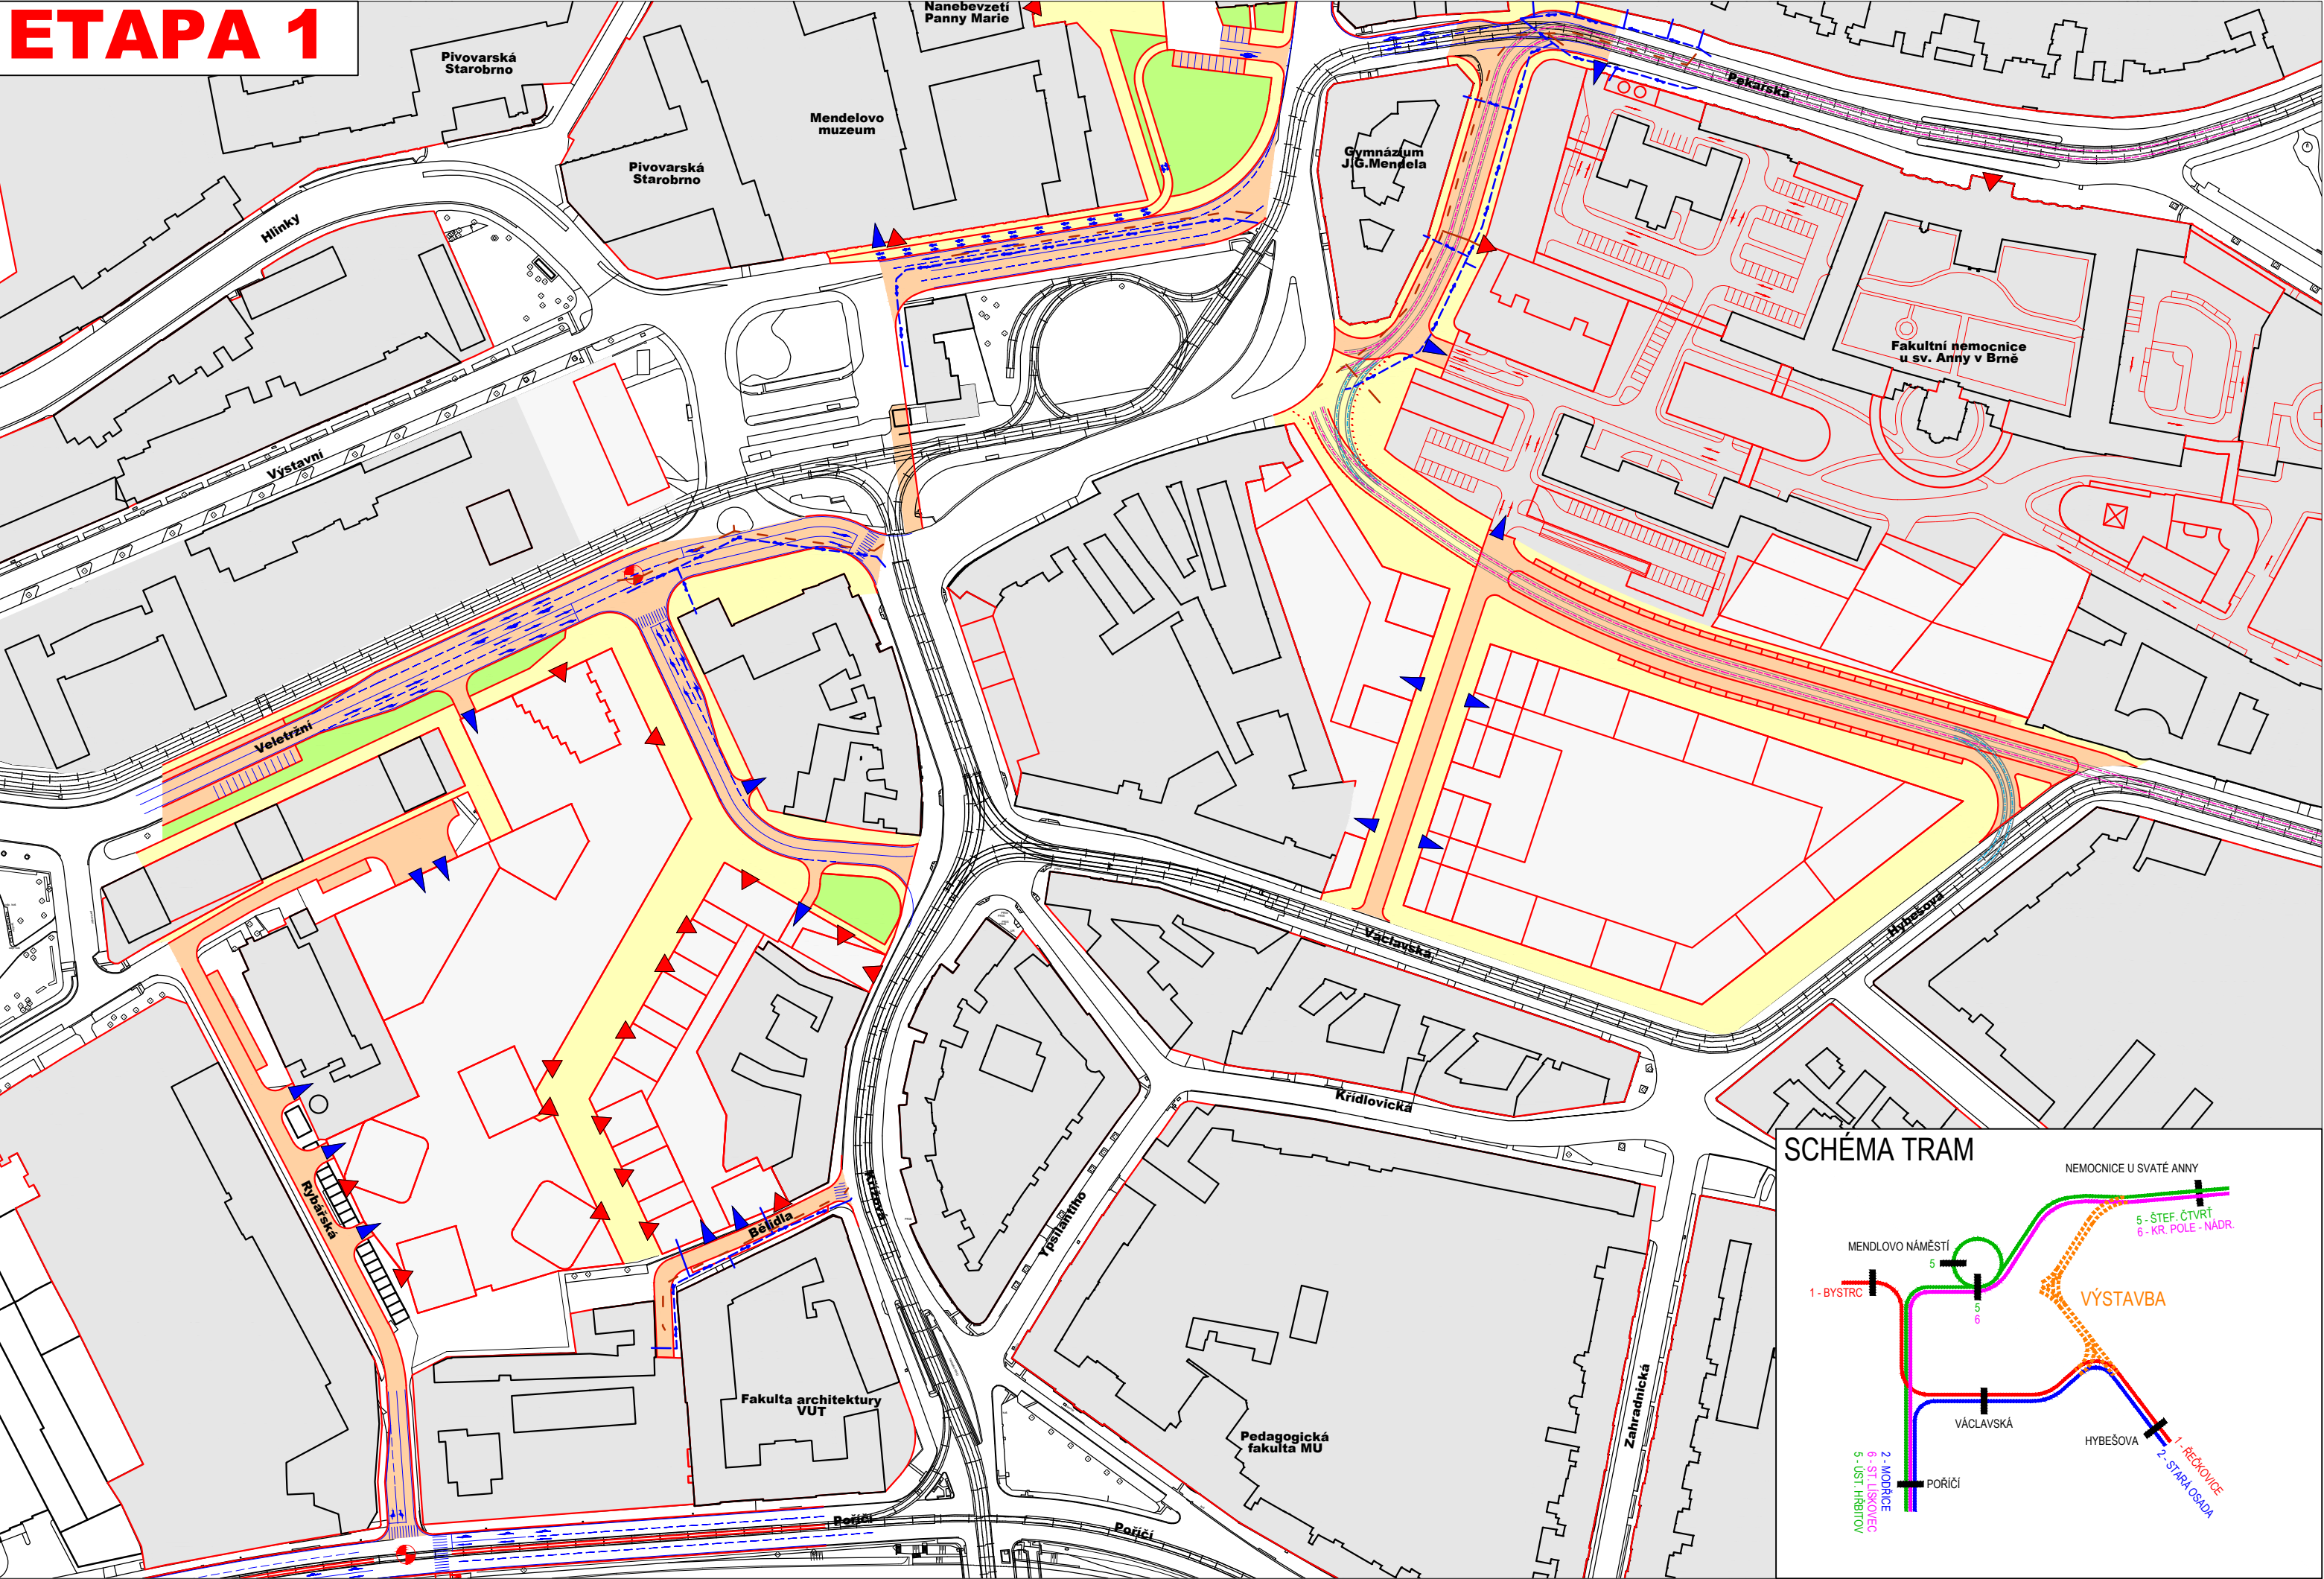 ETAPA 1
Nanebevzetí
Panny Marie
Pivovarská
Starobrno
Mendelovo
muzeum
Pivovarská
Starobrno
Gymnázium
J.G.Mendela
Pekařská
Hlinky
Fakultní nemocnice
u sv. Anny v Brně
Výstavní
Veletržní
Václavská
Hybešova
Křídlovická
Rybářská
Bělidla
Křížová
Ypsilantiho
Zahradnická
Fakulta architektury
VUT
Pedagogická
fakulta MU
Poříčí
Poříčí
SCHÉMA TRAM
NEMOCNICE U SVATÉ ANNY
5 - ŠTEF. ČTVRŤ
6 - KR. POLE - NÁDR.
MENDLOVO NÁMĚSTÍ
5
1 - BYSTRC
5
6
VÝSTAVBA
VÁCLAVSKÁ
HYBEŠOVA
1 - ŘEČKOVICE
2 - STARÁ OSADA
POŘÍČÍ
2 - MODŘICE
6 - ST. LÍSKOVEC
5 - ÚST. HŘBITOV